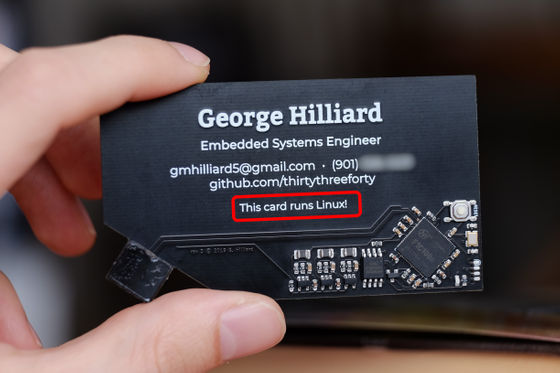 George Hilliard
Embedded Systems Engineer
gmhilliard5@gmail.com · (901)
github.com/thirtythreeforty
This card runs Linux!